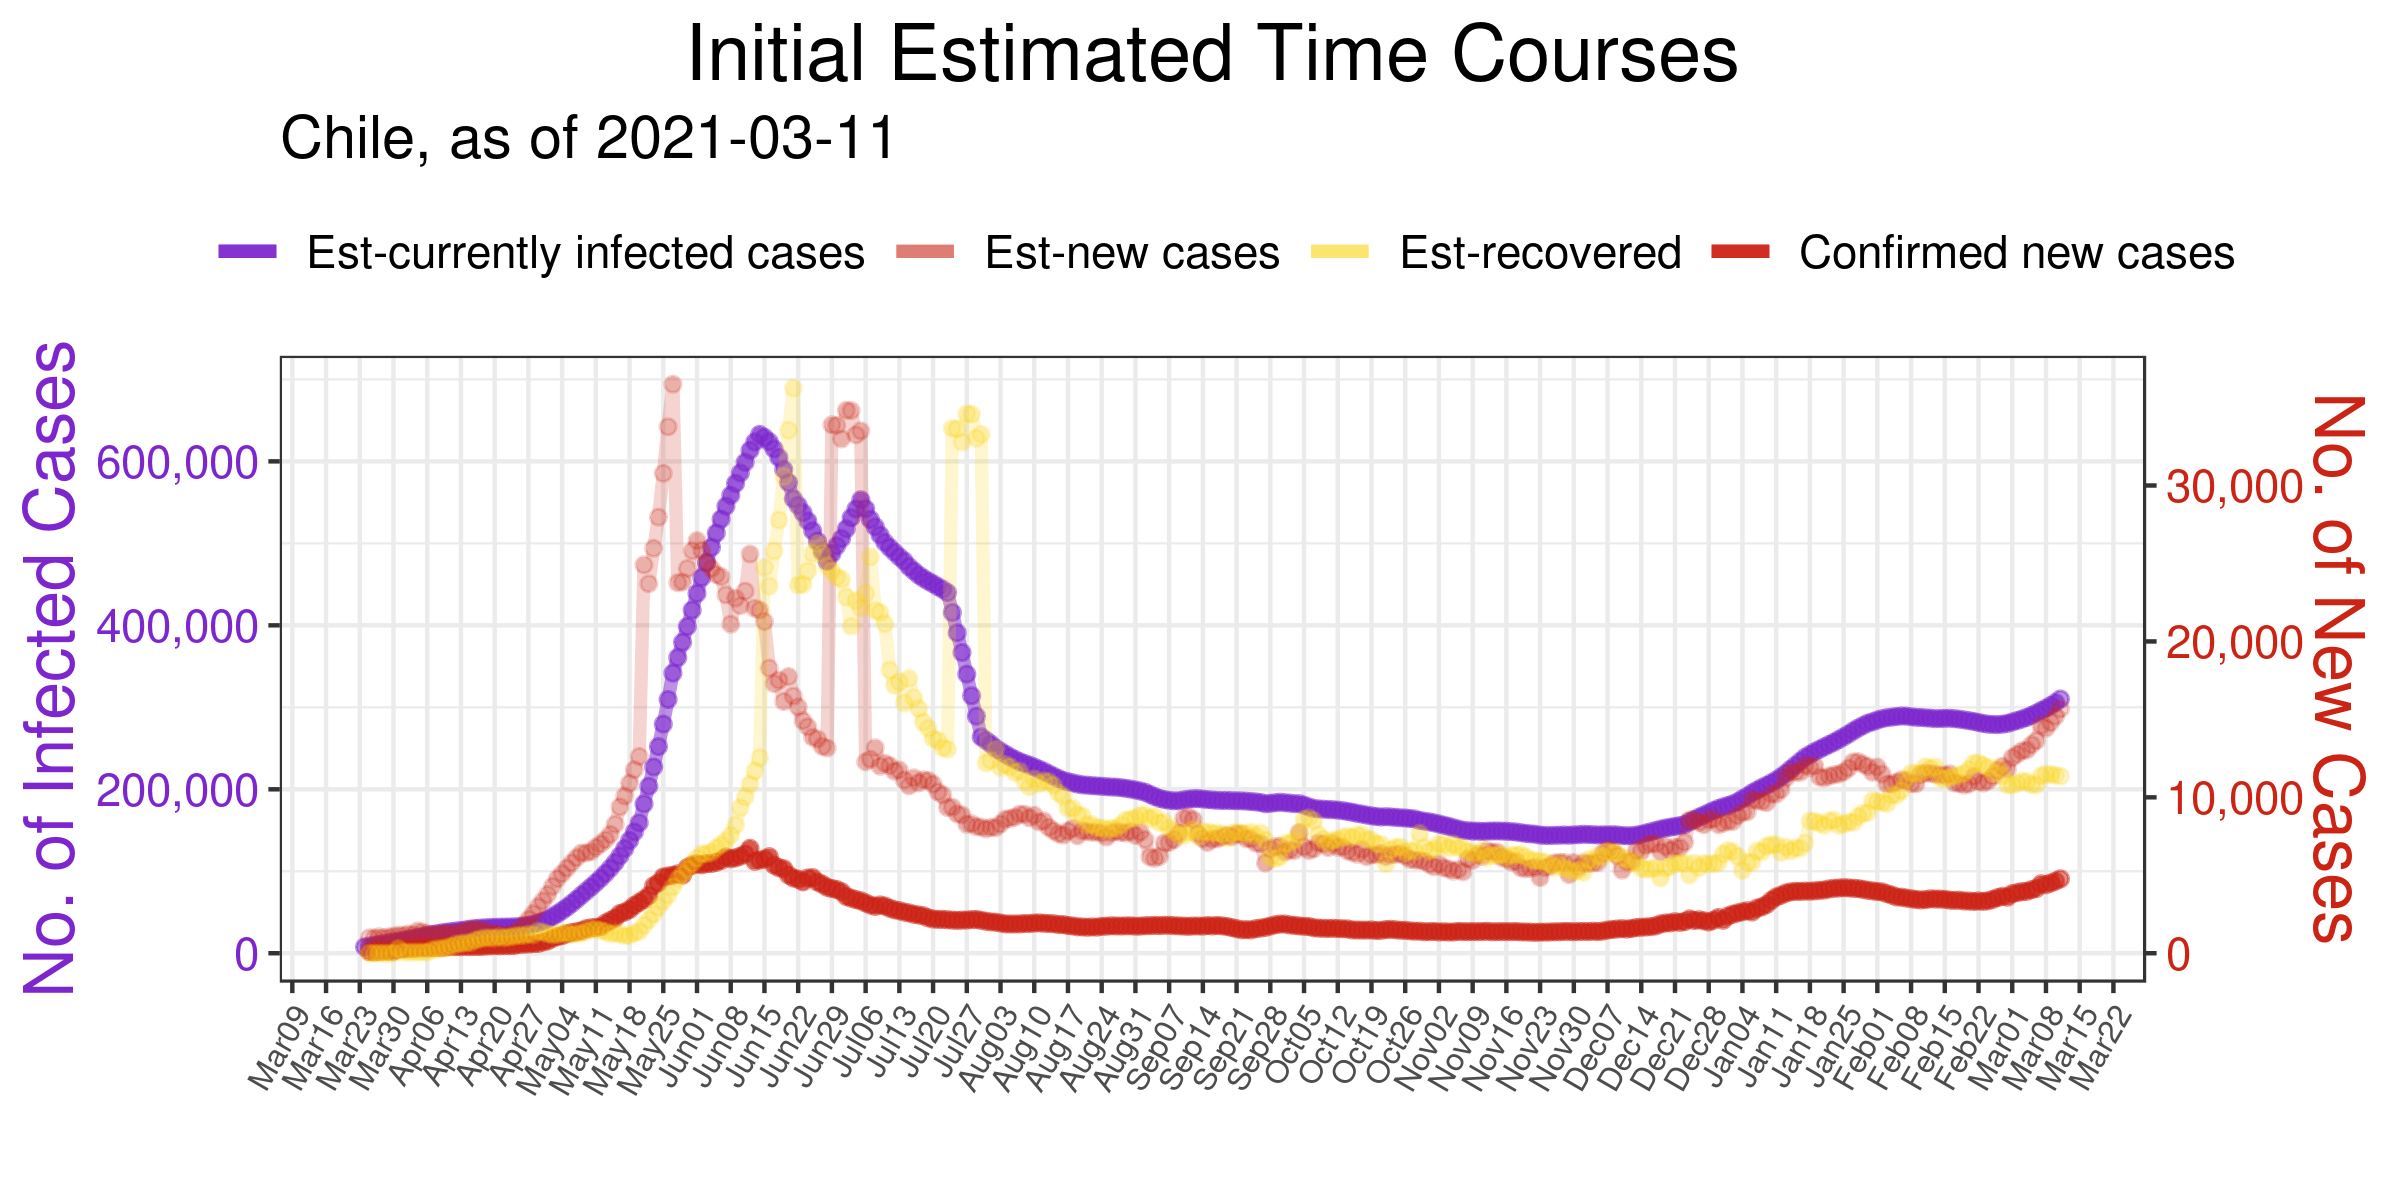 Initial Estimated Time Courses
Chile, as of 2021-03-11
Est-currently infected cases Est-new cases Est-recovered Confirmed new cases
No. of Infected Cases
600,000
400,000
200,000
0
30,000
20,000
10,000
0
No. of New Cases
Mar09 Mar16 Mar23 Mar30 Apr06 Apr13 Apr20 Apr27 May04 May11 May18 May25 Jun01 Jun08 Jun15 Jun22 Jun29 Jul06 Jul13 Jul20 Jul27 Aug03 Aug10 Aug17 Aug24 Aug31 Sep07 Sep14 Sep21 Sep28 Oct05 Oct12 Oct19 Oct26 Nov02 Nov09 Nov16 Nov23 Nov30 Dec07 Dec14 Dec21 Dec28 Jan04 Jan11 Jan18 Jan25 Feb01 Feb08 Feb15 Feb22 Mar01 Mar08 Mar15 Mar22